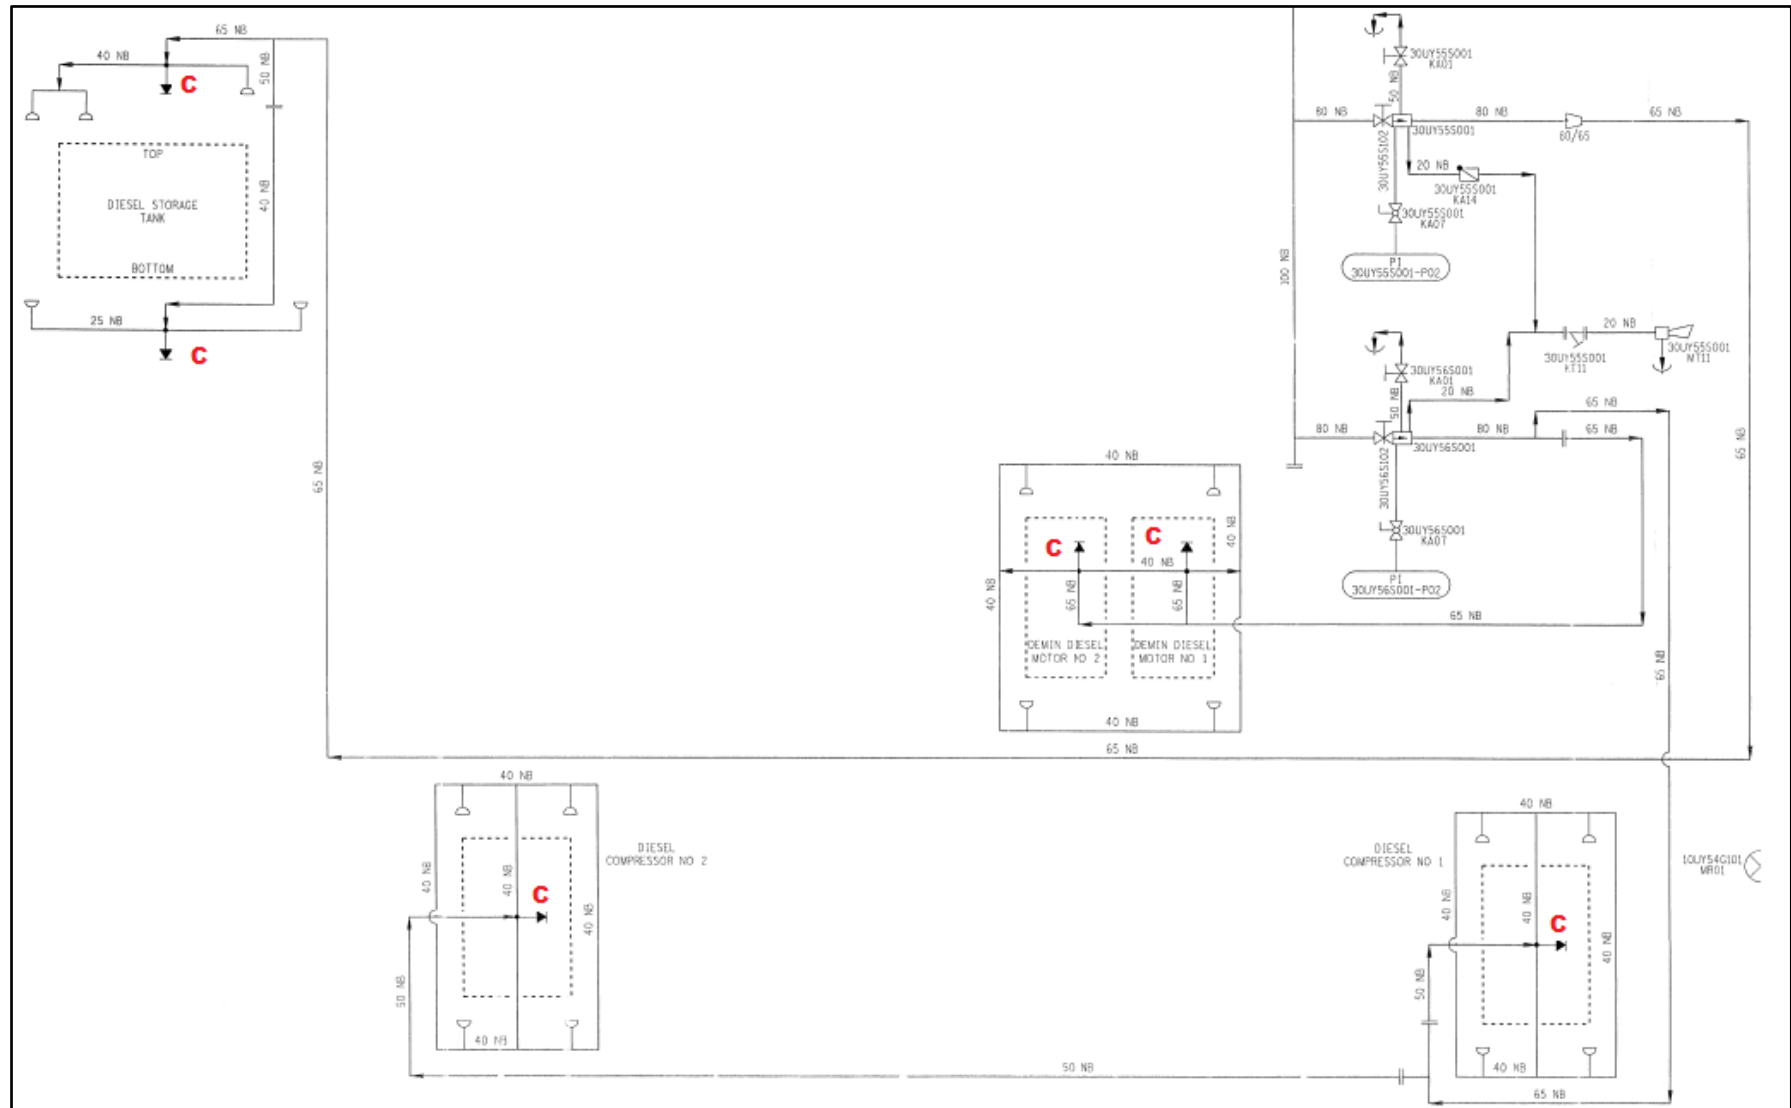 65 NB
40 NB
50 NB
C
TOP
DIESEL STORAGE
TANK
BOTTOM
40 NB
25 NB
C
65 NB
100 NB
80 NB
30UY55S001
KA01
50 NB
30UY55S102
30UY55S001
80 NB
80/65
65 NB
20 NB
30UY55S001
KA14
30UY55S001
KA07
PI
30UY55S001-P02
20 NB
30UY55S001
KT11
30UY55S001
MT11
30UY56S001
KA01
50 NB
20 NB
65 NB
80 NB
30UY56S102
30UY56S001
80 NB
65 NB
65 NB
30UY56S001
KA07
PI
30UY56S001-P02
40 NB
40 NB
C
C
40 NB
40 NB
65 NB
65 NB
65 NB
DEMIN DIESEL
MOTOR NO 2
DEMIN DIESEL
MOTOR NO 1
65 NB
40 NB
65 NB
40 NB
DIESEL
COMPRESSOR NO 2
40 NB
40 NB
C
40 NB
50 NB
40 NB
50 NB
40 NB
DIESEL
COMPRESSOR NO 1
10UY54G101
MR01
40 NB
40 NB
C
40 NB
50 NB
40 NB
65 NB